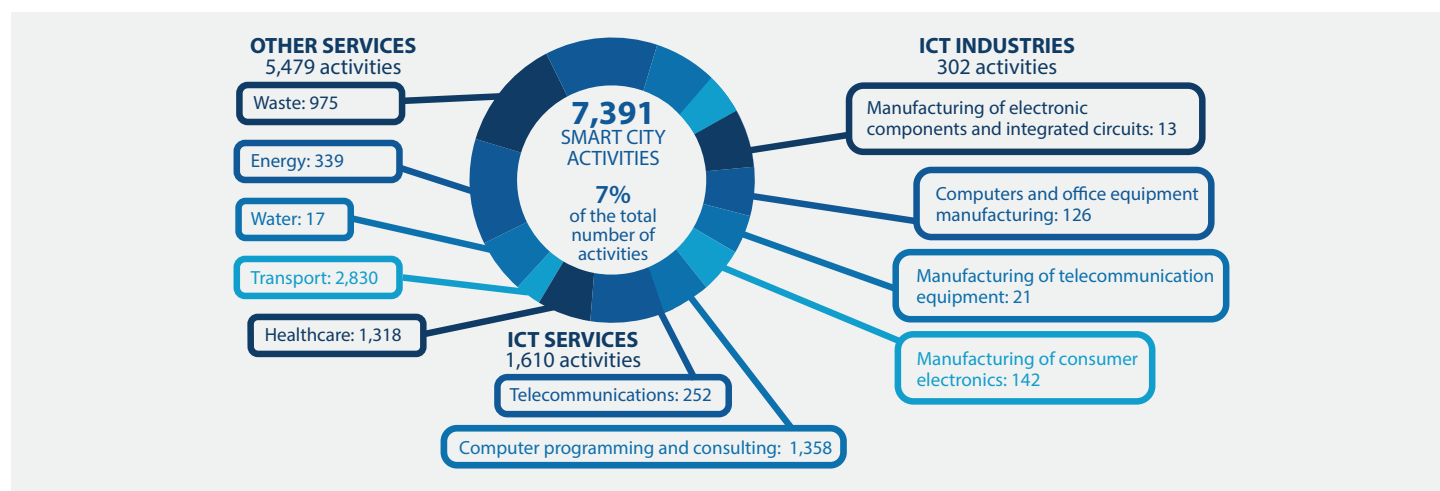 OTHER SERVICES
5,479 activities
Waste: 975
Energy: 339
Water: 17
Transport: 2,830
Healthcare: 1,318
7,391
SMART CITY
ACTIVITIES
7%
of the total
number of
activities
ICT SERVICES
1,610 activities
Telecommunications: 252
Computer programming and consulting: 1,358
ICT INDUSTRIES
302 activities
Manufacturing of electronic
components and integrated circuits: 13
Computers and office equipment
manufacturing: 126
Manufacturing of telecommunication
equipment: 21
Manufacturing of consumer
electronics: 142